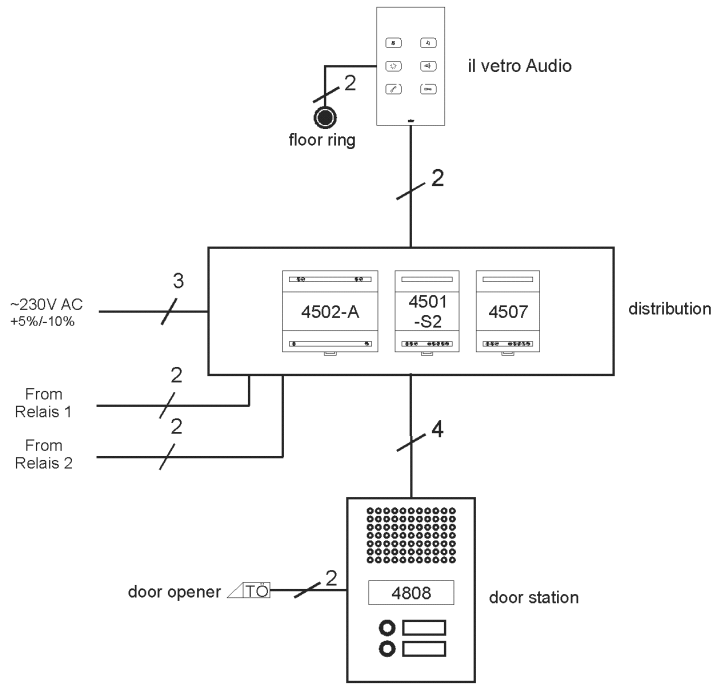 il vetro Audio
2
floor ring
2
3
~230V AC
+5%/-10%
4502-A
4501
-S2
4507
distribution
2
From
Relais 1
2
From
Relais 2
4
door opener
TÖ
2
4808
door station